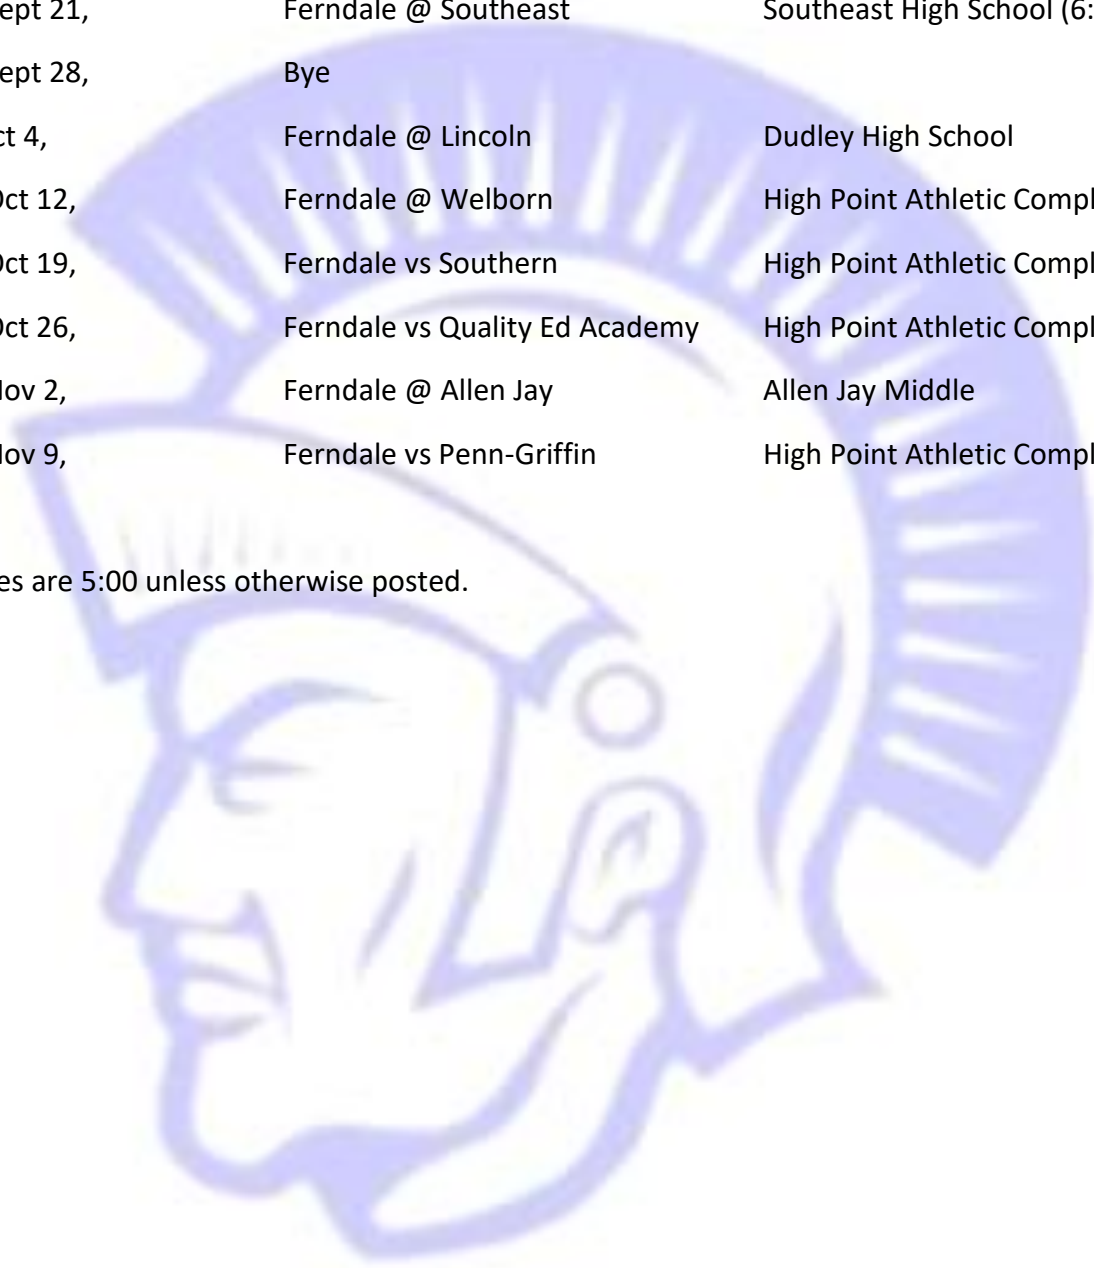 ept 21, Ferndale @ Southeast Southeast High School (6:
ept 28, Bye
ct 4, Ferndale @ Lincoln Dudley High School
Oct 12, Ferndale @ Welborn High Point Athletic Compl
Oct 19, Ferndale vs Southern High Point Athletic Compl
Oct 26, Ferndale vs Quality Ed Academy High Point Athletic Compl
Nov 2, Ferndale @ Allen Jay Allen Jay Middle
Nov 9, Ferndale vs Penn-Griffin High Point Athletic Compl
es are 5:00 unless otherwise posted.